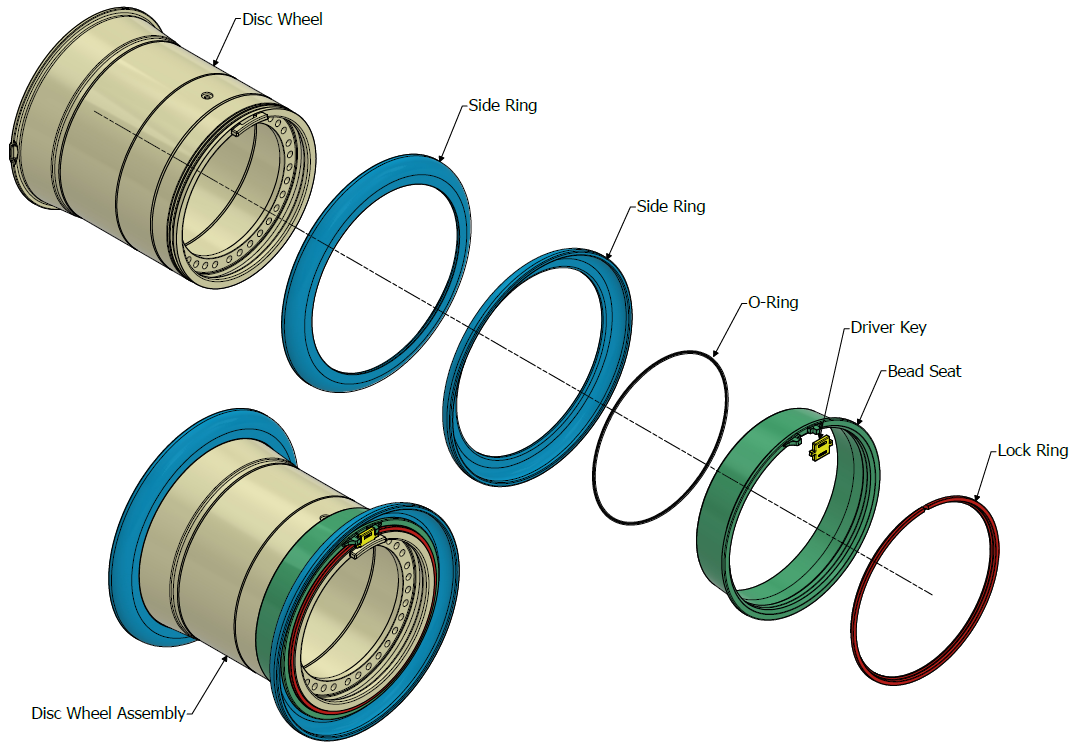 Disc Wheel
Side Ring
Side Ring
O-Ring
Driver Key
Bead Seat
Lock Ring
Disc Wheel Assembly